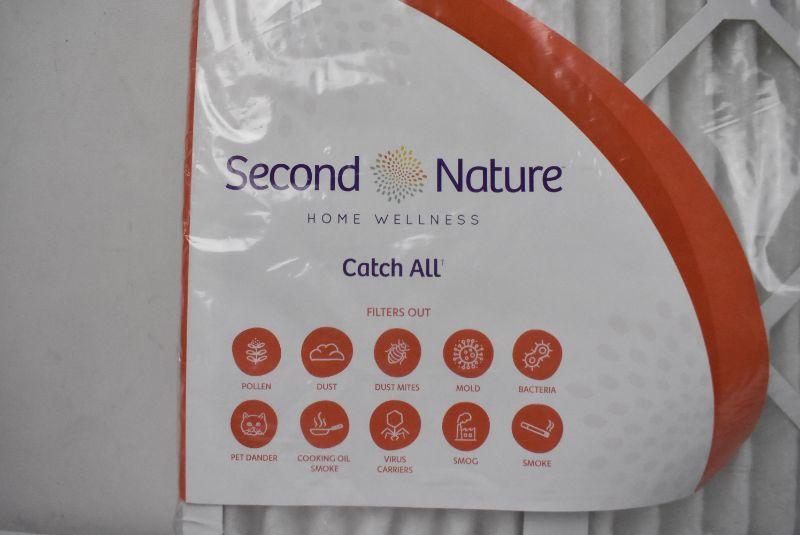 Second Nature™
HOME WELLNESS
Catch All†
FILTERS OUT
POLLEN DUST DUST MITES MOLD BACTERIA
PET DANDER COOKING OIL VIRUS SMOG SMOKE
SMOKE CARRIERS